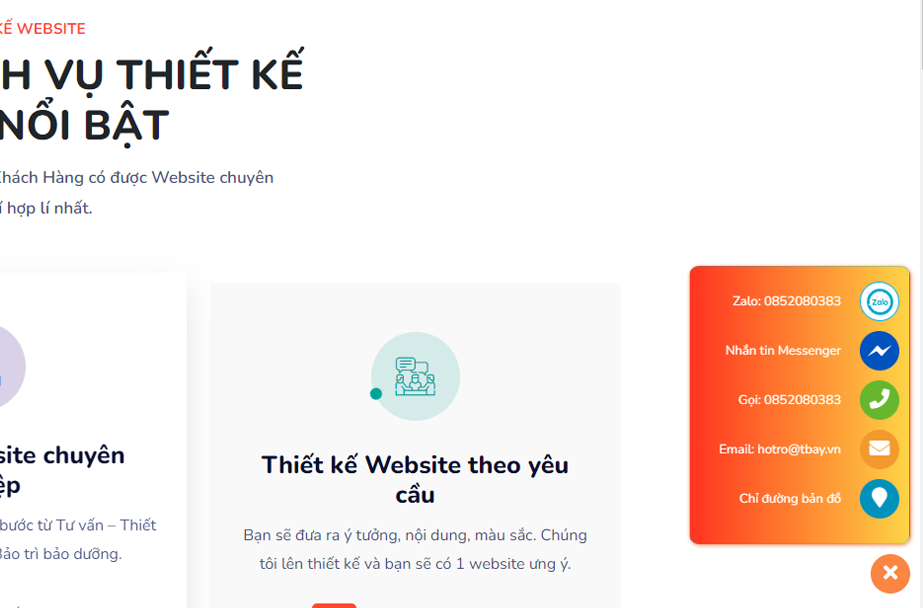 KẾ WEBSITE
H VỤ THIẾT KẾ
NỔI BẬT
Khách Hàng có được Website chuyên
í hợp lí nhất.
Zalo: 0852080383
Zalo
Nhắn tin Messenger
Gọi: 0852080383
Email: hotro@tbay.vn
Chỉ đường bản đồ
site chuyên
ệp
bước từ Tư vấn – Thiết
Bảo trì bảo dưỡng.
Thiết kế Website theo yêu
cầu
Bạn sẽ đưa ra ý tưởng, nội dung, màu sắc. Chúng
tôi lên thiết kế và bạn sẽ có 1 website ưng ý.